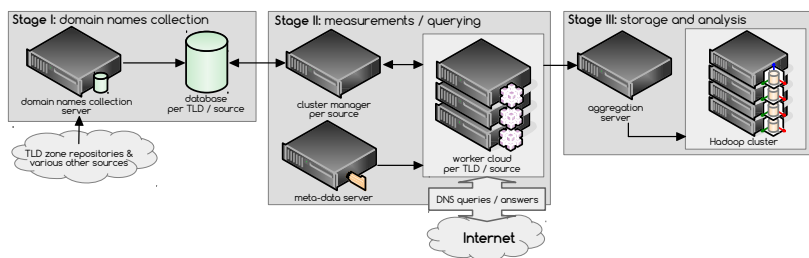 Stage I: domain names collection
domain names collection
server
database
per TLD / source
TLD zone repositories &
various other sources
Stage II: measurements / querying
cluster manager
per source
meta-data server
worker cloud
per TLD / source
DNS queries / answers
Internet
Stage III: storage and analysis
aggregation
server
Hadoop cluster